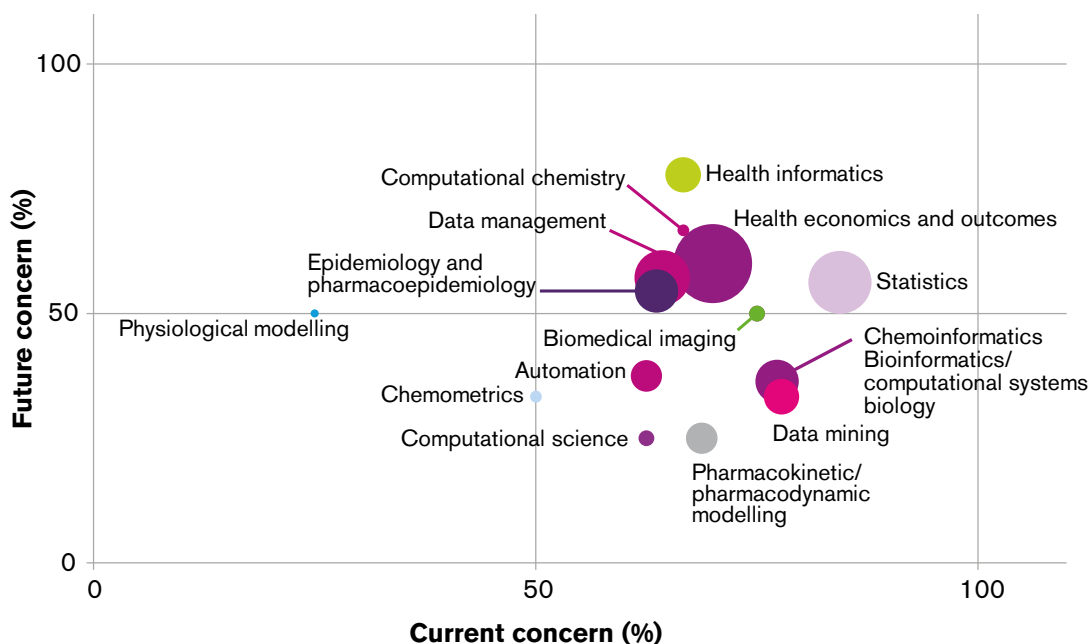 100
Health informatics
Computational chemistry
Data management
Health economics and outcomes
Epidemiology and
pharmacoepidemiology
Statistics
50
Physiological modelling
Biomedical imaging
Chemoinformatics
Bioinformatics/
computational systems
biology
Automation
Chemometrics
Data mining
Computational science
Pharmacokinetic/
pharmacodynamic
modelling
0
0
50
100
Future concern (%)
Current concern (%)